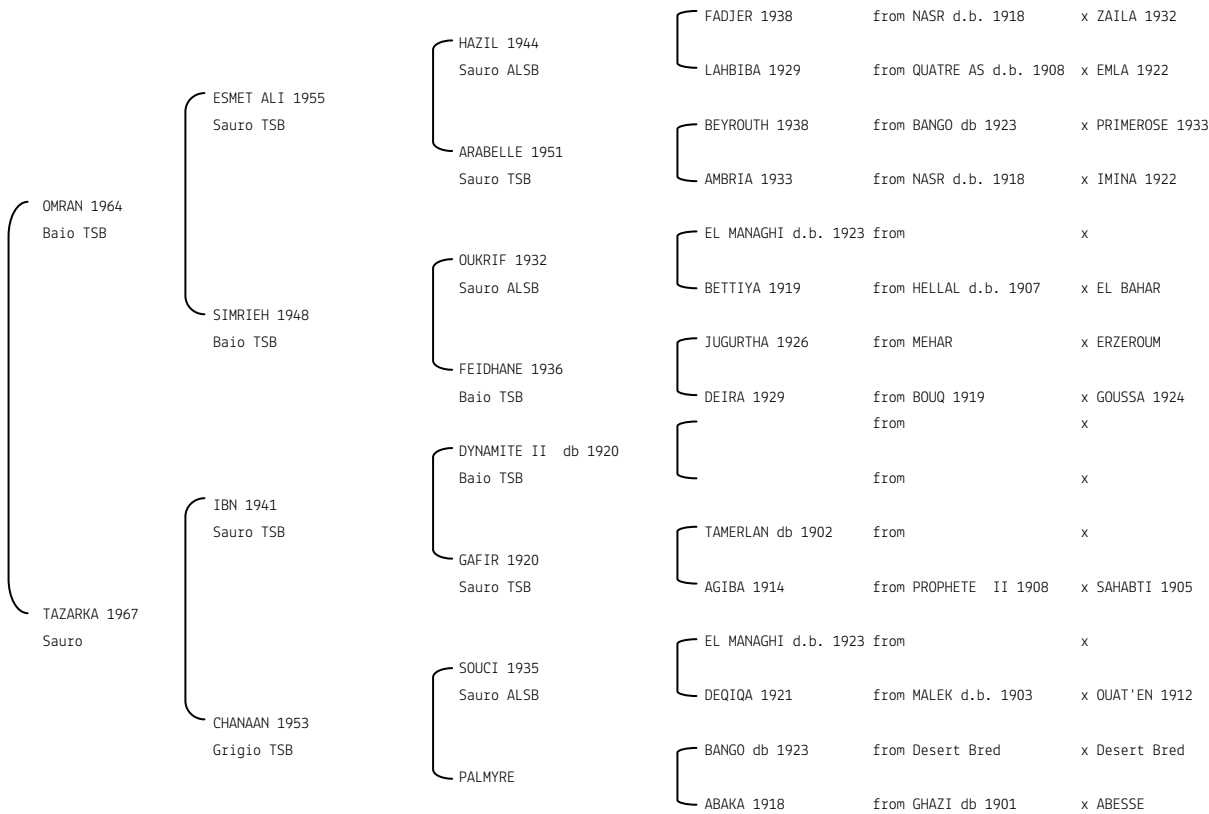 FADJER 1938 from NASR d.b. 1918 x ZAILA 1932
HAZIL 1944
Sauro ALSB LAHBIBA 1929 from QUATRE AS d.b. 1908 x EMLA 1922
ESMET ALI 1955
Sauro TSB BEYROUTH 1938 from BANGO db 1923 x PRIMEROSE 1933
ARABELLE 1951
Sauro TSB AMBRIA 1933 from NASR d.b. 1918 x IMINA 1922
OMRAN 1964
Baio TSB EL MANAGHI d.b. 1923 from x
OUKRIF 1932
Sauro ALSB BETTIYA 1919 from HELLAL d.b. 1907 x EL BAHAR
SIMRIEH 1948
Baio TSB JUGURTHA 1926 from MEHAR x ERZEROUM
FEIDHANE 1936
Baio TSB DEIRA 1929 from BOUQ 1919 x GOUSSA 1924
from x
DYNAMITE II db 1920
Baio TSB from x
IBN 1941
Sauro TSB TAMERLAN db 1902 from x
GAFIR 1920
Sauro TSB AGIBA 1914 from PROPHETE II 1908 x SAHABTI 1905
TAZARKA 1967
Sauro EL MANAGHI d.b. 1923 from x
SOUCI 1935
Sauro ALSB DEQIQA 1921 from MALEK d.b. 1903 x OUAT'EN 1912
CHANAAN 1953
Grigio TSB BANGO db 1923 from Desert Bred x Desert Bred
PALMYRE
ABAKA 1918 from GHAZI db 1901 x ABESSE